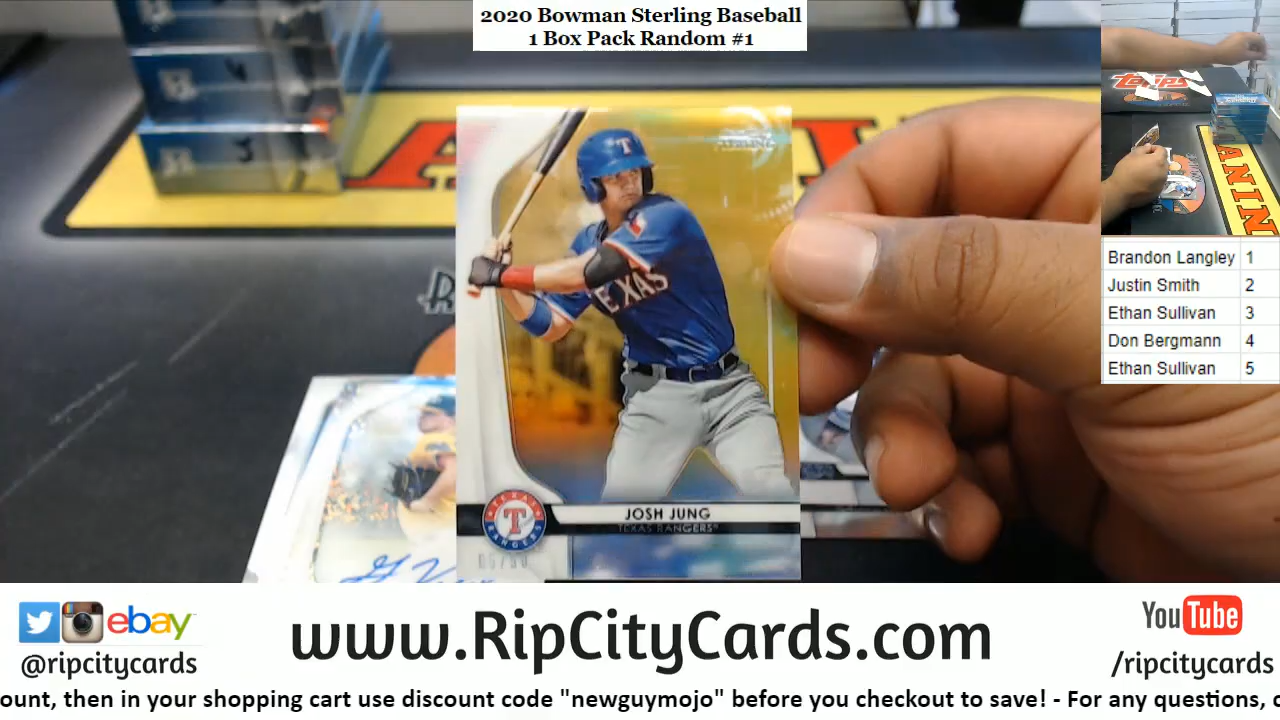 2020 Bowman Sterling Baseball
1 Box Pack Random #1
topps
PANINI
TEXAS
JOSH JUNG
TEXAS RANGERS
Brandon Langley 1
Justin Smith 2
Ethan Sullivan 3
Don Bergmann 4
Ethan Sullivan 5
ebay
@ripcitycards
www.RipCityCards.com
YouTube
/ripcitycards
ount, then in your shopping cart use discount code "newguymojo" before you checkout to save! - For any questions,